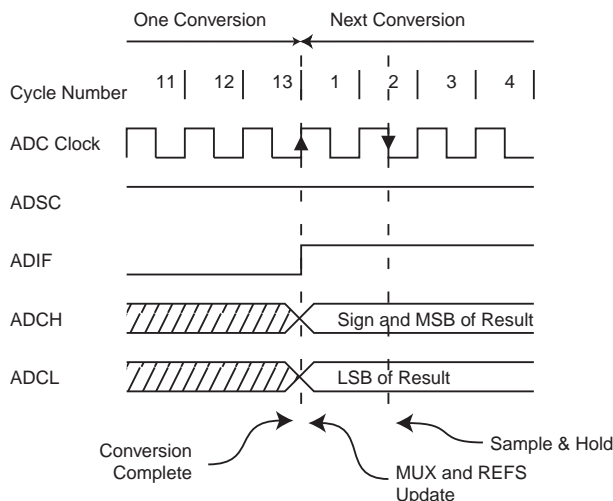 One Conversion Next Conversion
Cycle Number 11 12 13 1 2 3 4
ADC Clock
ADSC
ADIF
ADCH Sign and MSB of Result
ADCL LSB of Result
Conversion
Complete
MUX and REFS
Update
Sample & Hold